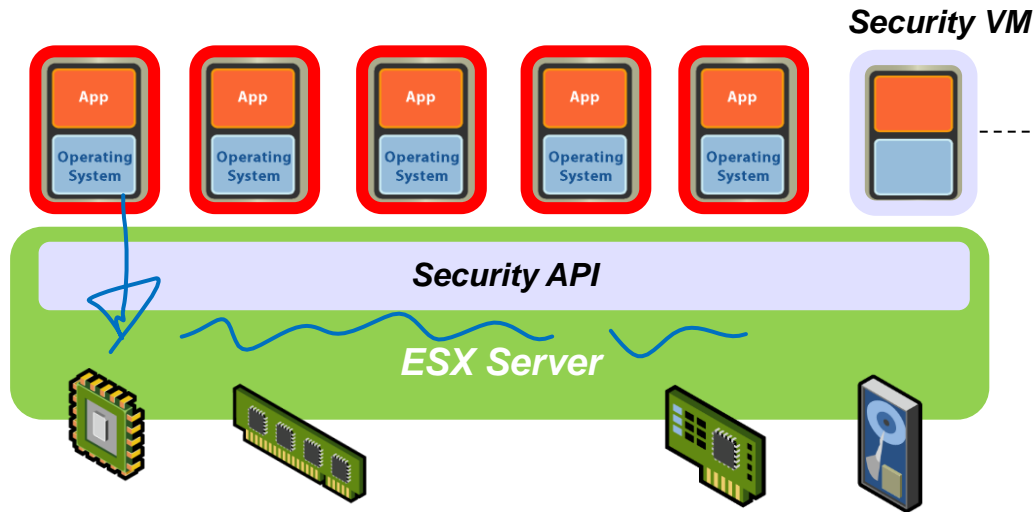 Security VM
App
App
App
App
App
Operating
System
Operating
System
Operating
System
Operating
System
Operating
System
Security API
ESX Server